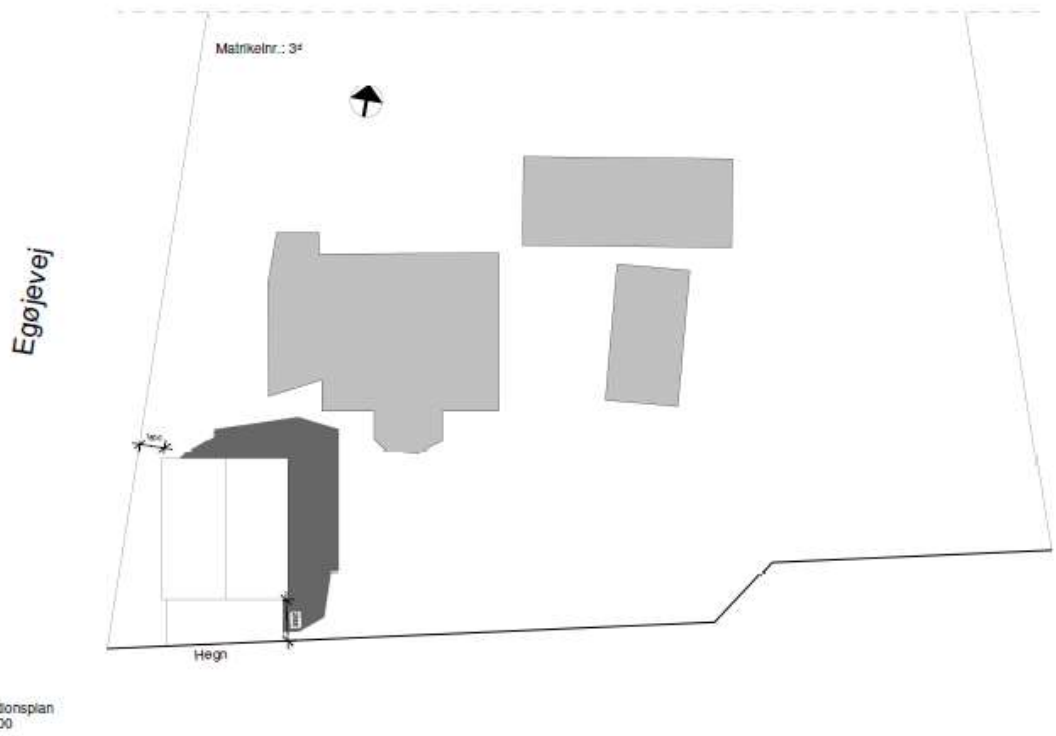 Matrikelnr.: 3ᵈ
Egøjevej
Hegn
tionsplan
00